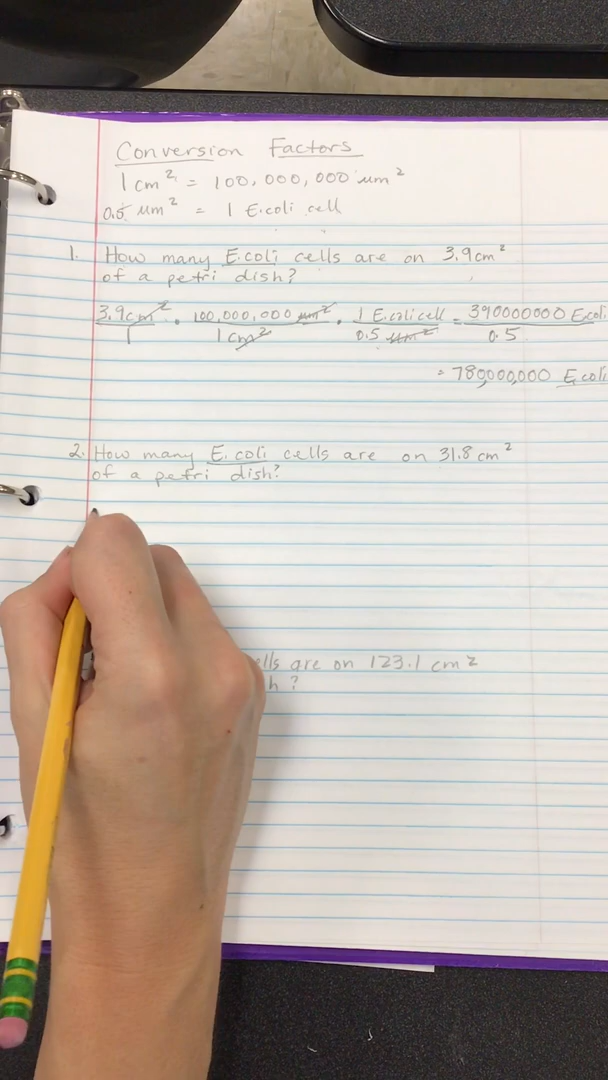 Conversion Factors
1 cm² = 100,000,000 um²
0.5 um² = 1 E.coli cell
1. How many E.coli cells are on 3.9cm²
of a petri dish?
3.9cm² • 100,000,000 um² • 1 E.coli cell = 390000000 E.coli
1 1cm² 0.5 um² 0.5
= 780,000,000 E.coli
2. How many E.coli cells are on 31.8 cm²
of a petri dish?
are on 123.1 cm²
?